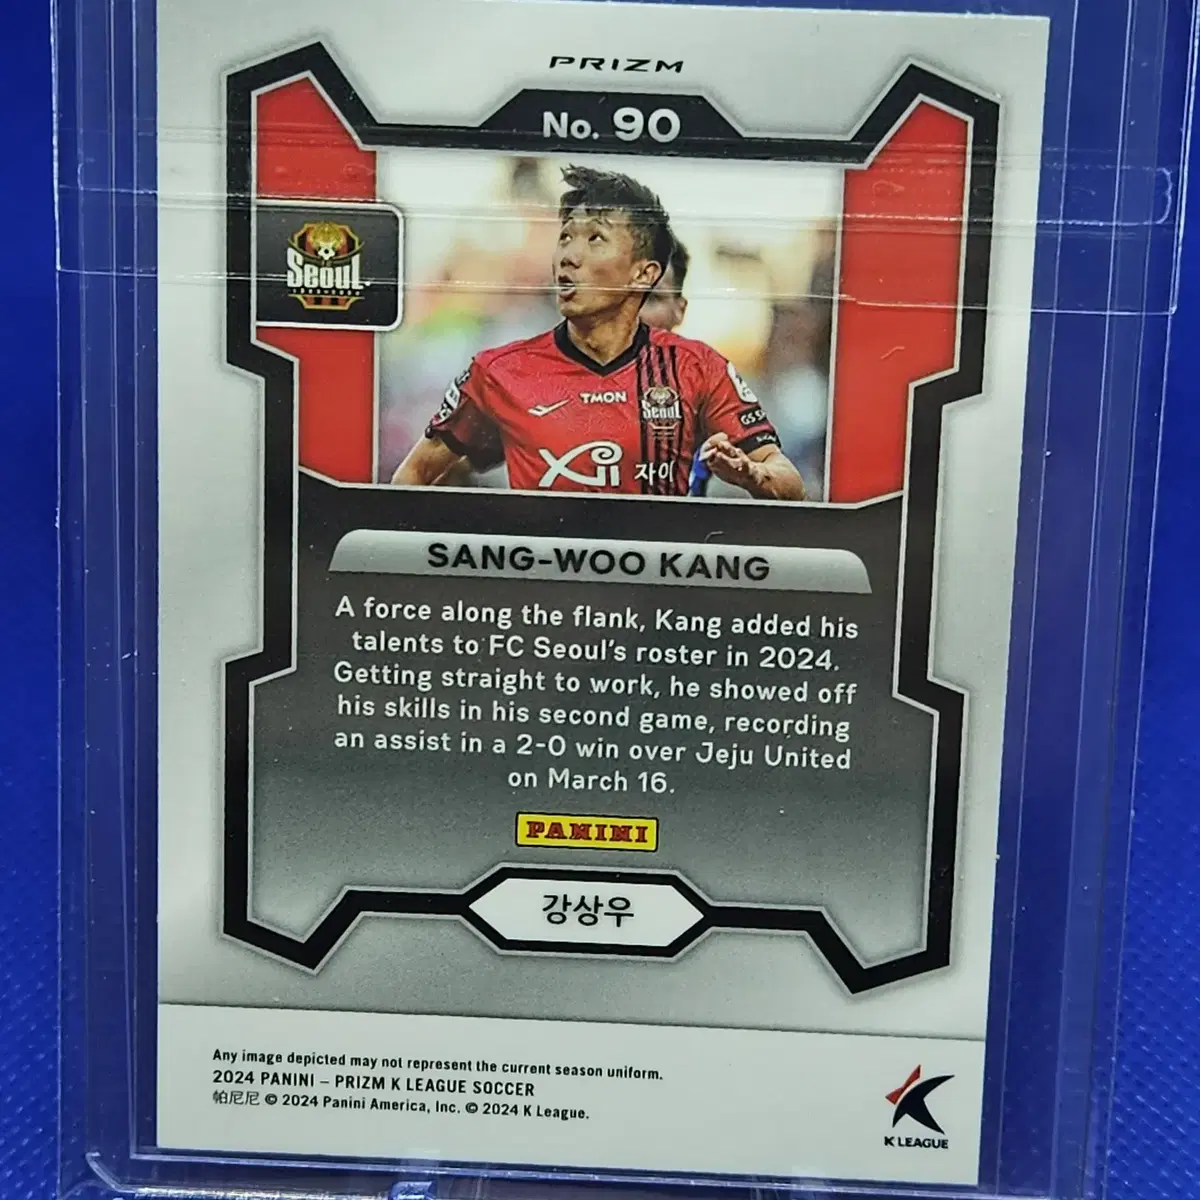 PRIZM
No. 90
Seoul
TMON
Seoul
Xii 자이
SANG-WOO KANG
A force along the flank, Kang added his
talents to FC Seoul's roster in 2024.
Getting straight to work, he showed off
his skills in his second game, recording
an assist in a 2-0 win over Jeju United
on March 16.
PANINI
강상우
Any image depicted may not represent the current season uniform.
2024 PANINI – PRIZM K LEAGUE SOCCER
帕尼尼 © 2024 Panini America, Inc. © 2024 K League.
K LEAGUE